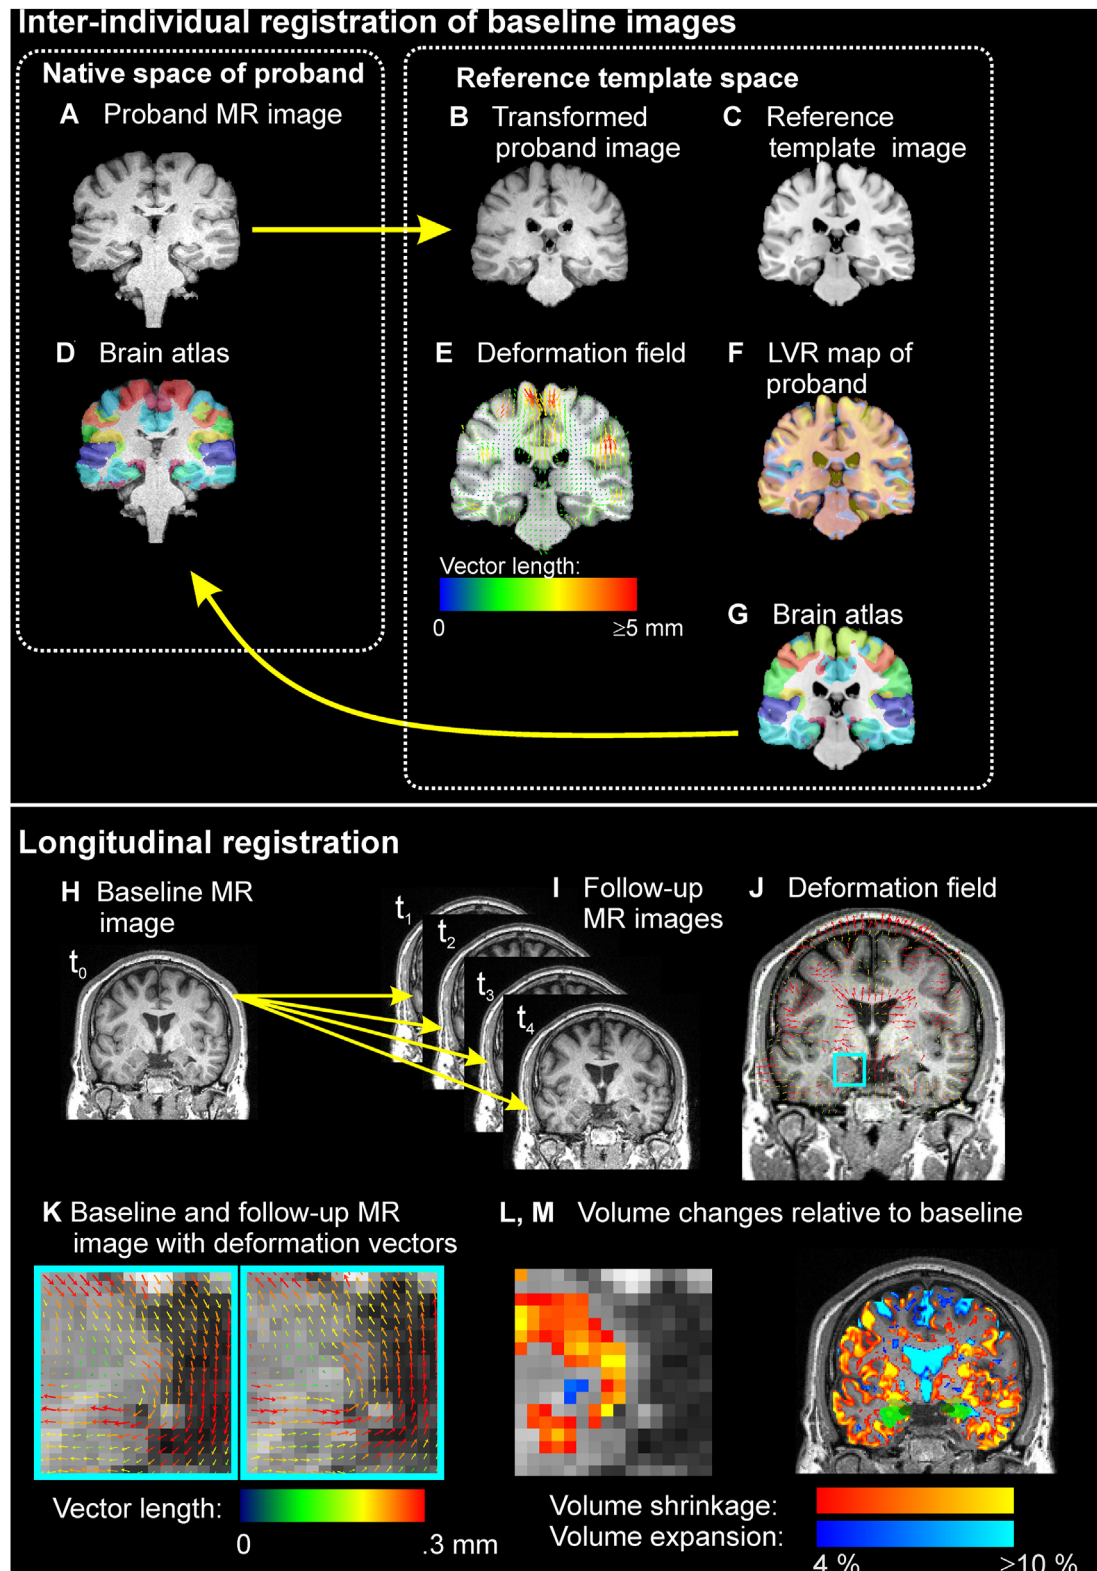 Inter-individual registration of baseline images
Native space of proband
Reference template space
A Proband MR image
B Transformed
proband image
C Reference
template image
D Brain atlas
E Deformation field
F LVR map of
proband
Vector length:
0 ≥5 mm
G Brain atlas
Longitudinal registration
H Baseline MR
image
I Follow-up
MR images
J Deformation field
t0
t1
t2
t3
t4
K Baseline and follow-up MR
image with deformation vectors
L, M Volume changes relative to baseline
Vector length:
0 .3 mm
Volume shrinkage:
Volume expansion:
4 % ≥10 %